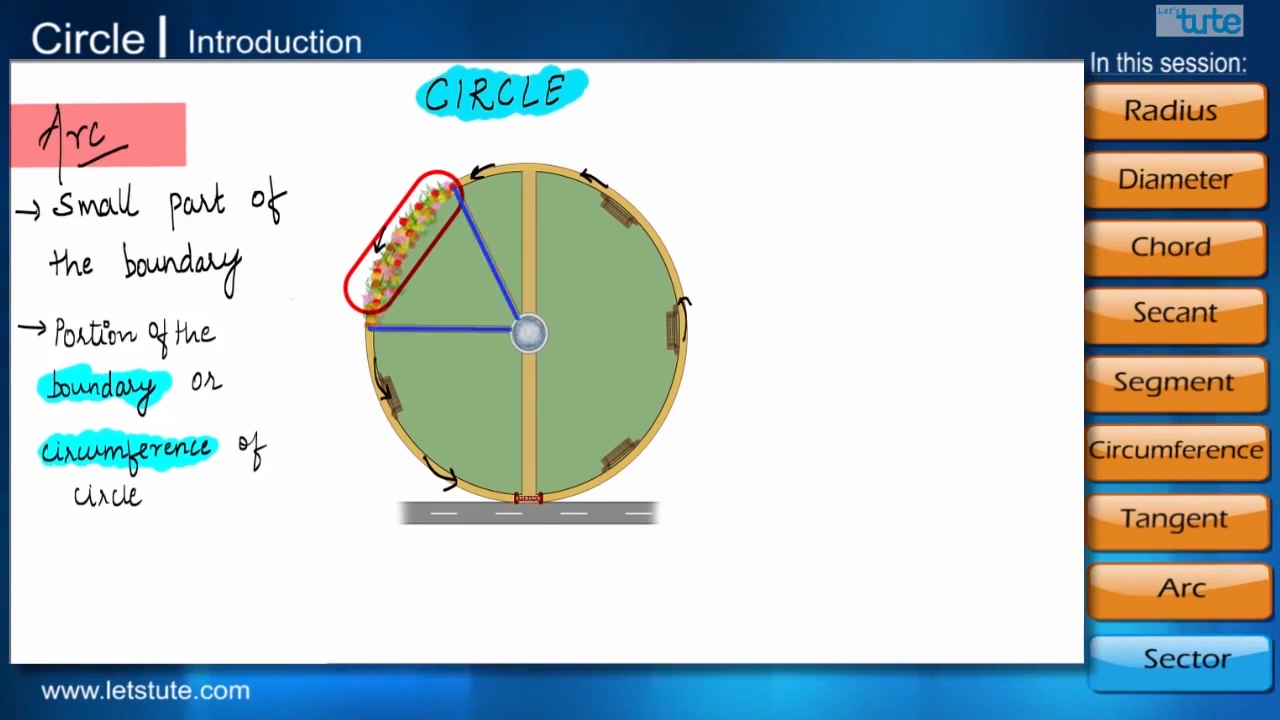 Let's tute
Circle | Introduction
In this session:
CIRCLE
Arc
→ Small part of
the boundary
→ Portion of the
boundary or
circumference of
circle
ENTRANCE
Radius
Diameter
Chord
Secant
Segment
Circumference
Tangent
Arc
Sector
www.letstute.com